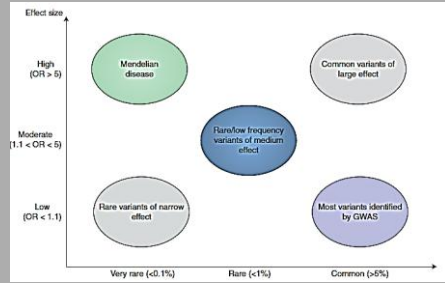 Effect size
High
(OR > 5)
Mendelian
disease
Common variants of
large effect
Moderate
(1.1 < OR < 5)
Rare/low frequency
variants of medium
effect
Low
(OR < 1.1)
Rare variants of narrow
effect
Most variants identified
by GWAS
Very rare (<0.1%)
Rare (<1%)
Common (>5%)